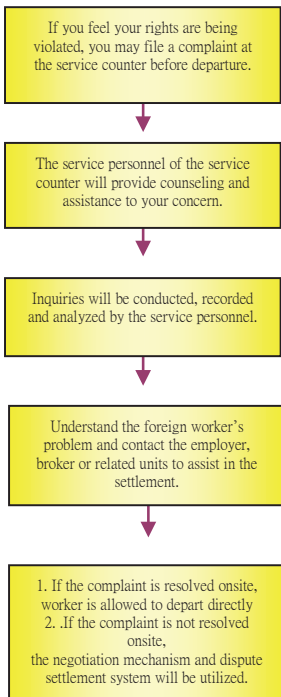 If you feel your rights are being
violated, you may file a complaint at
the service counter before departure.
The service personnel of the service
counter will provide counseling and
assistance to your concern.
Inquiries will be conducted, recorded
and analyzed by the service personnel.
Understand the foreign worker's
problem and contact the employer,
broker or related units to assist in the
settlement.
1. If the complaint is resolved onsite,
worker is allowed to depart directly
2. .If the complaint is not resolved
onsite,
the negotiation mechanism and dispute
settlement system will be utilized.